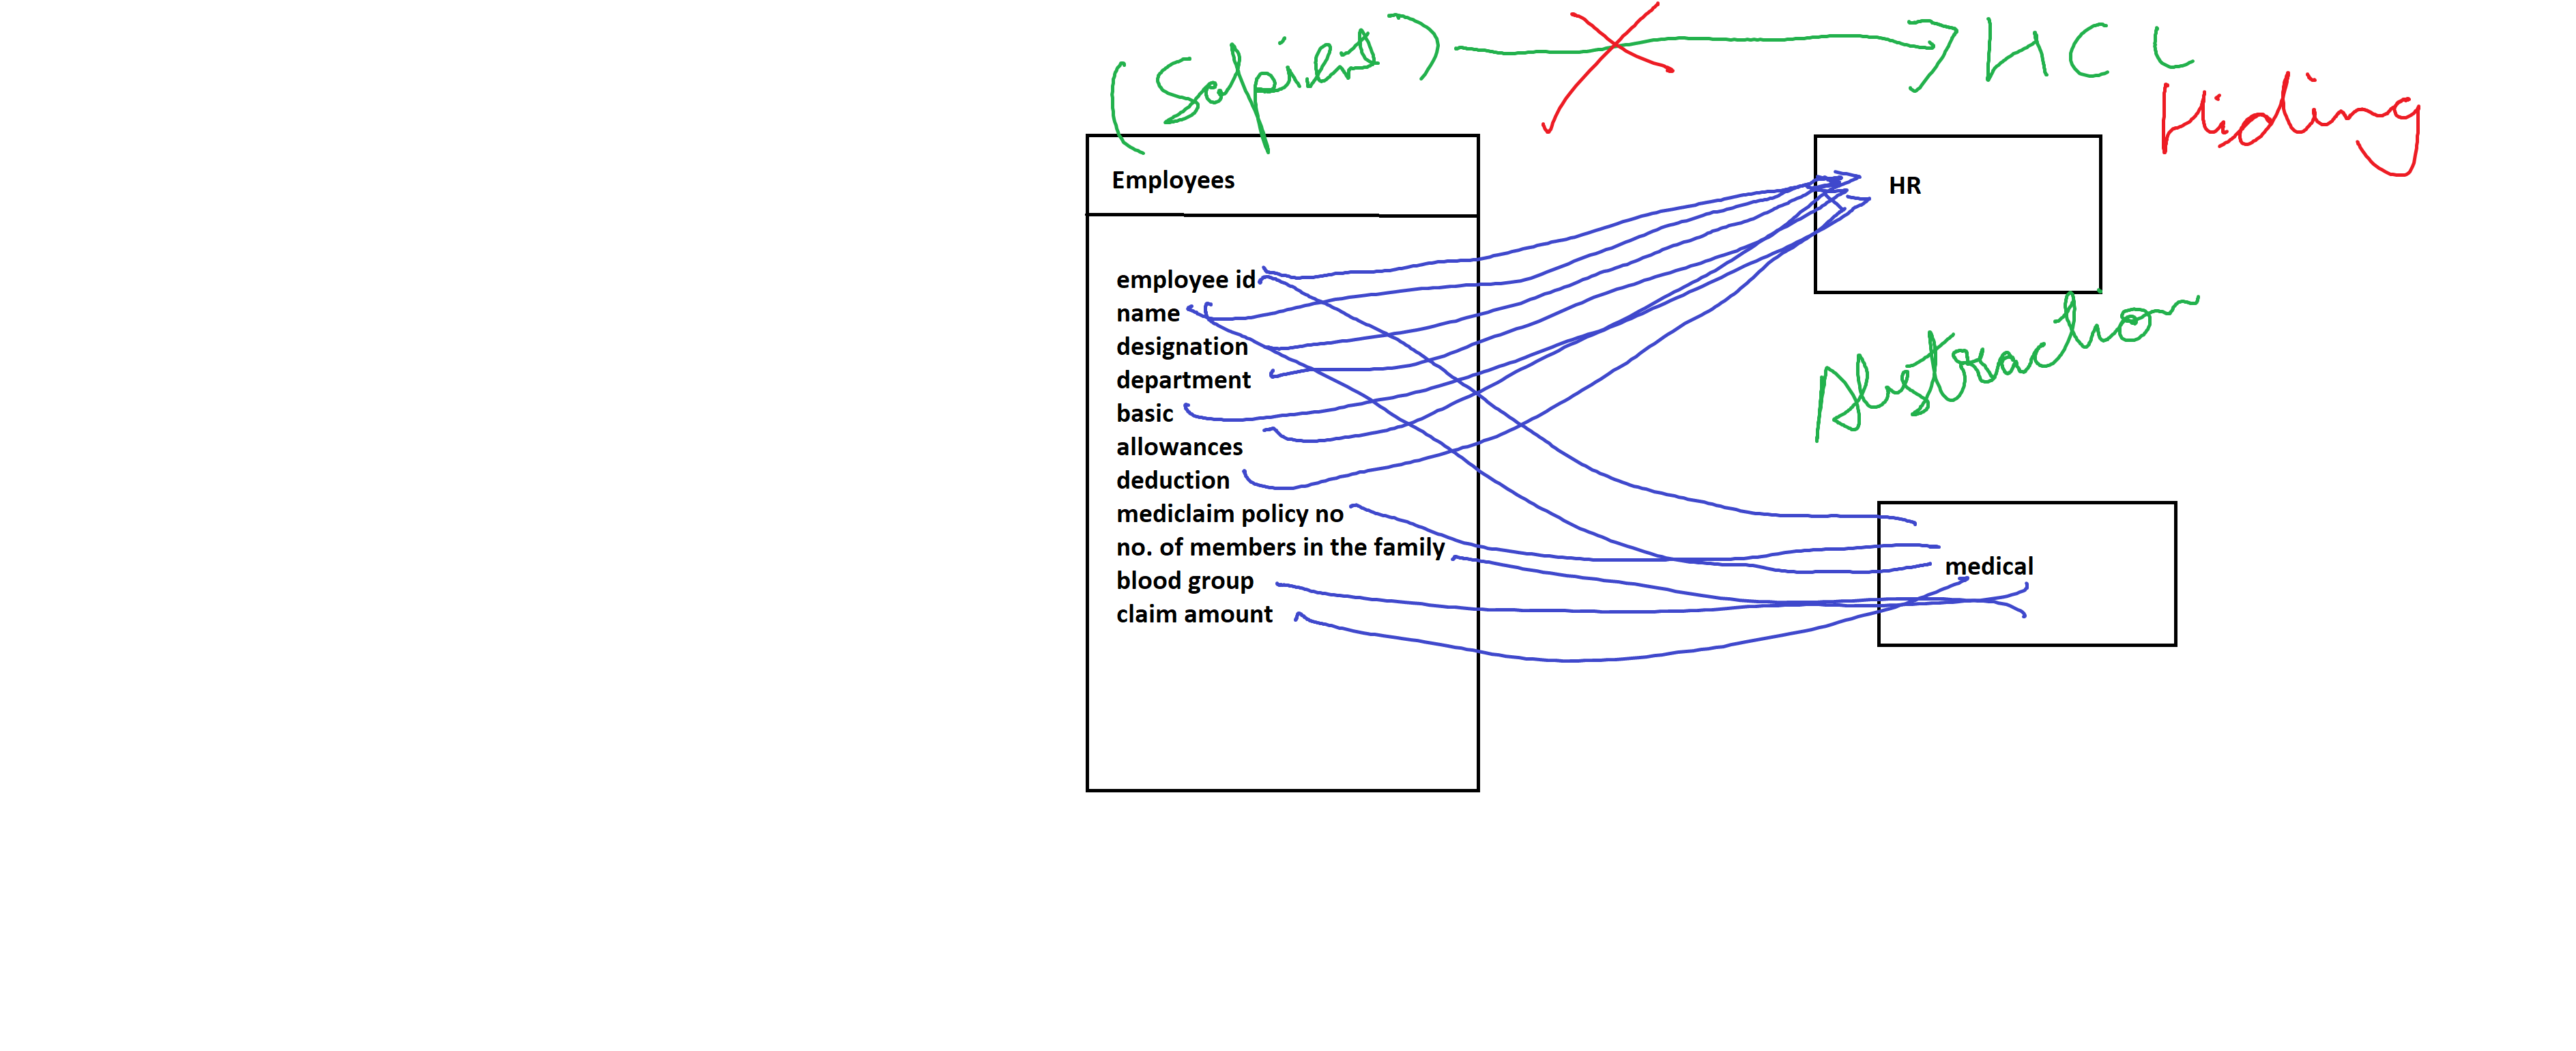 (Sapient)
HCL
Hiding
Employees
HR
employee id
name
designation
department
basic
allowances
deduction
mediclaim policy no
no. of members in the family
blood group
claim amount
Abstraction
medical